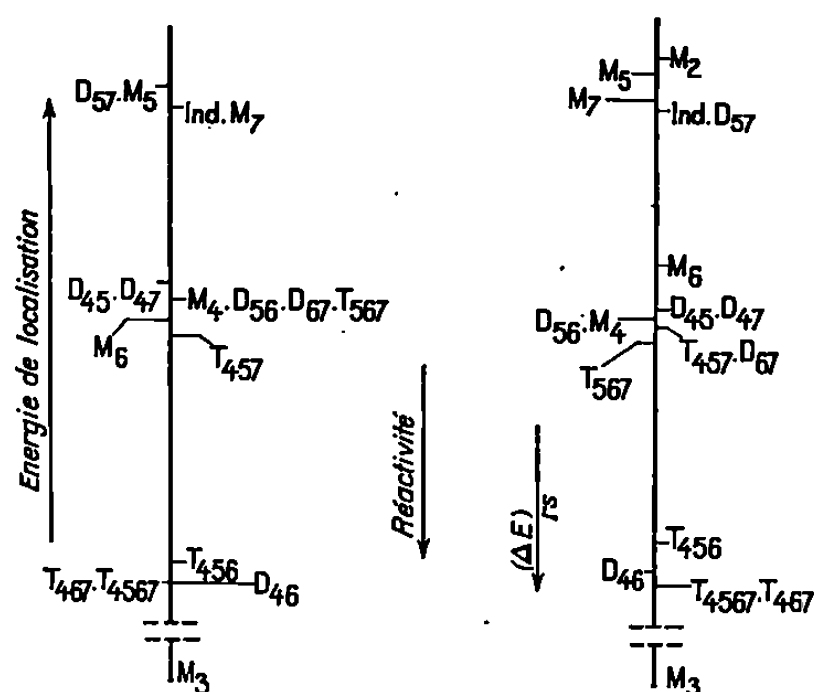 D57.M5
Ind.M7
Energie de localisation
D45.D47
M4.D56.D67.T567
M6
T457
T456
T467.T4567
D46
M3
Réactivité
(ΔE)rs
M2
M5
M7
Ind.D57
M6
D45.D47
D56.M4
T457.D67
T567
T456
D46
T4567.T467
M3